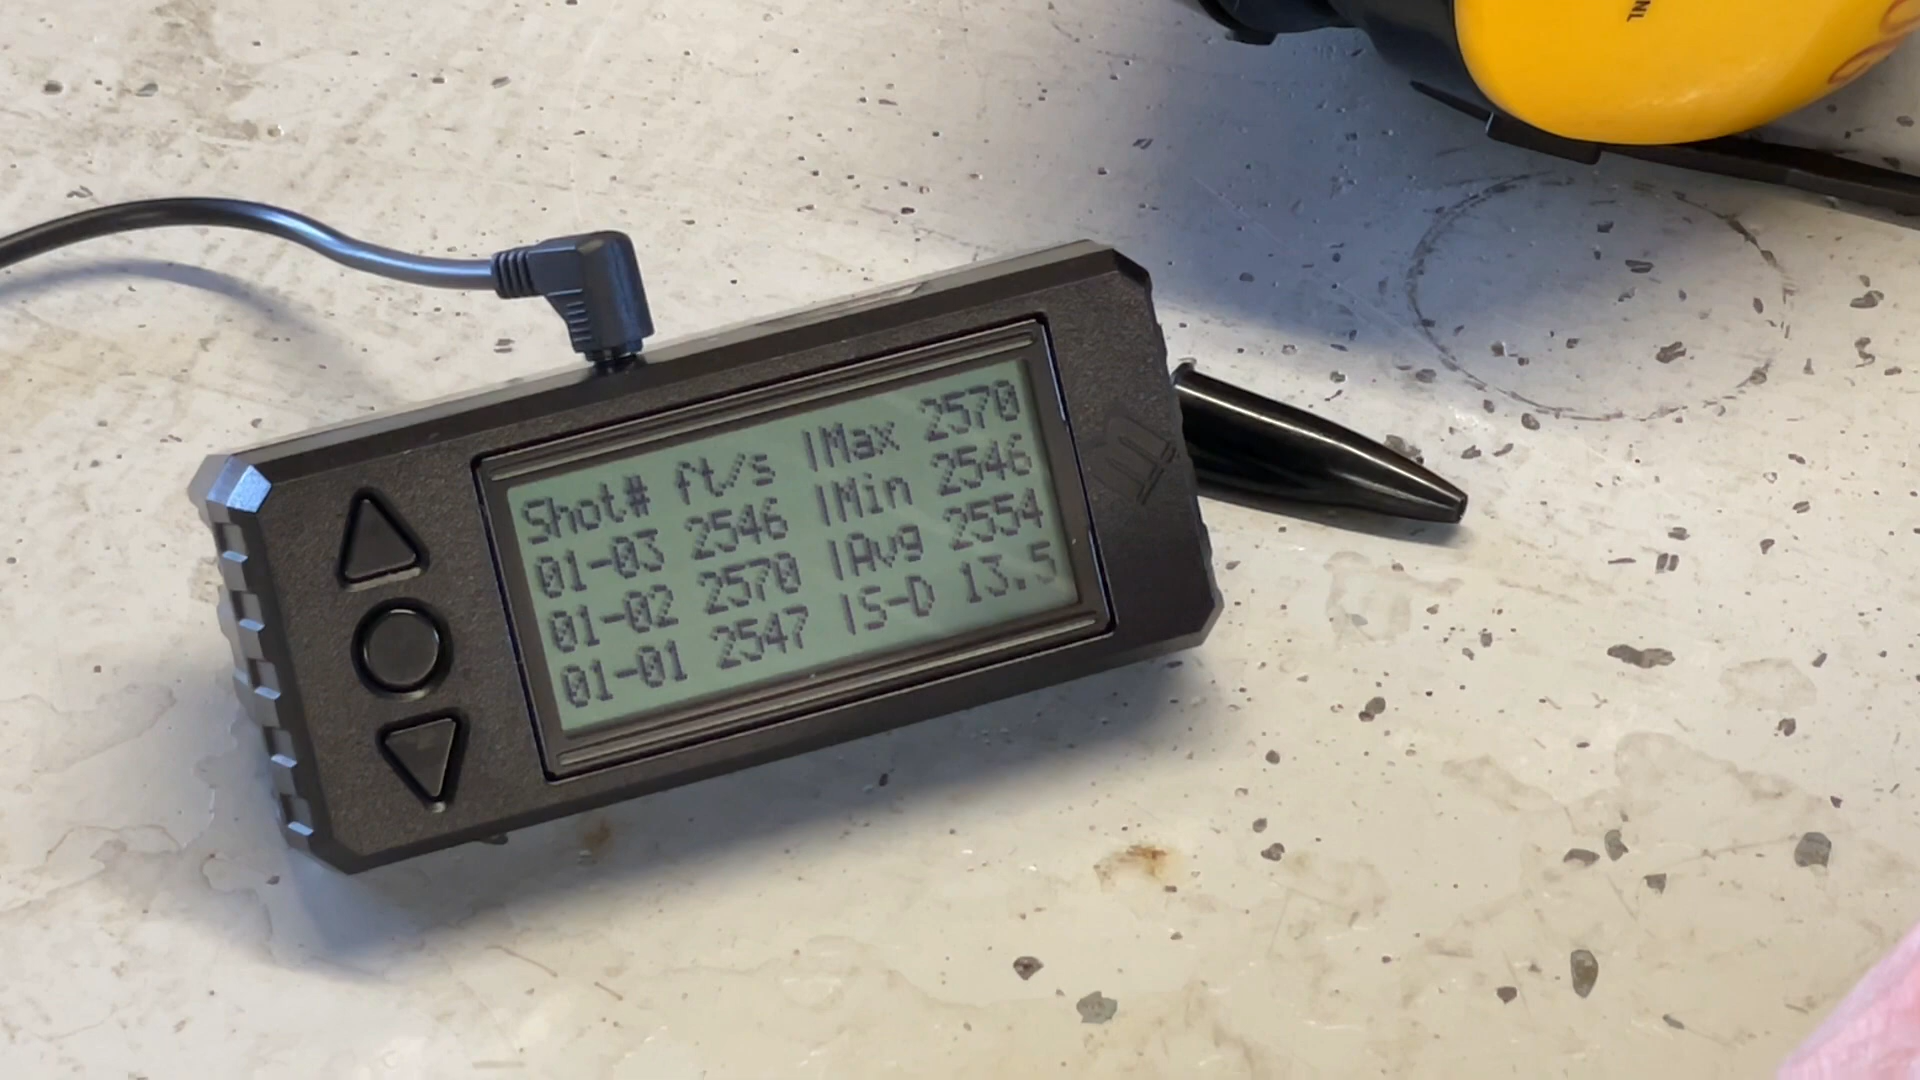 Shot# ft/s |Max 2570
01-03 2546 |Min 2546
01-02 2570 |Avg 2554
01-01 2547 |S-D 13.5
NL